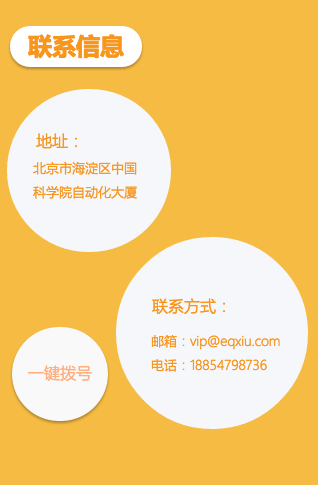 联系信息
地址：
北京市海淀区中国
科学院自动化大厦
联系方式：
邮箱：vip@eqxiu.com
电话：18854798736
一键拨号